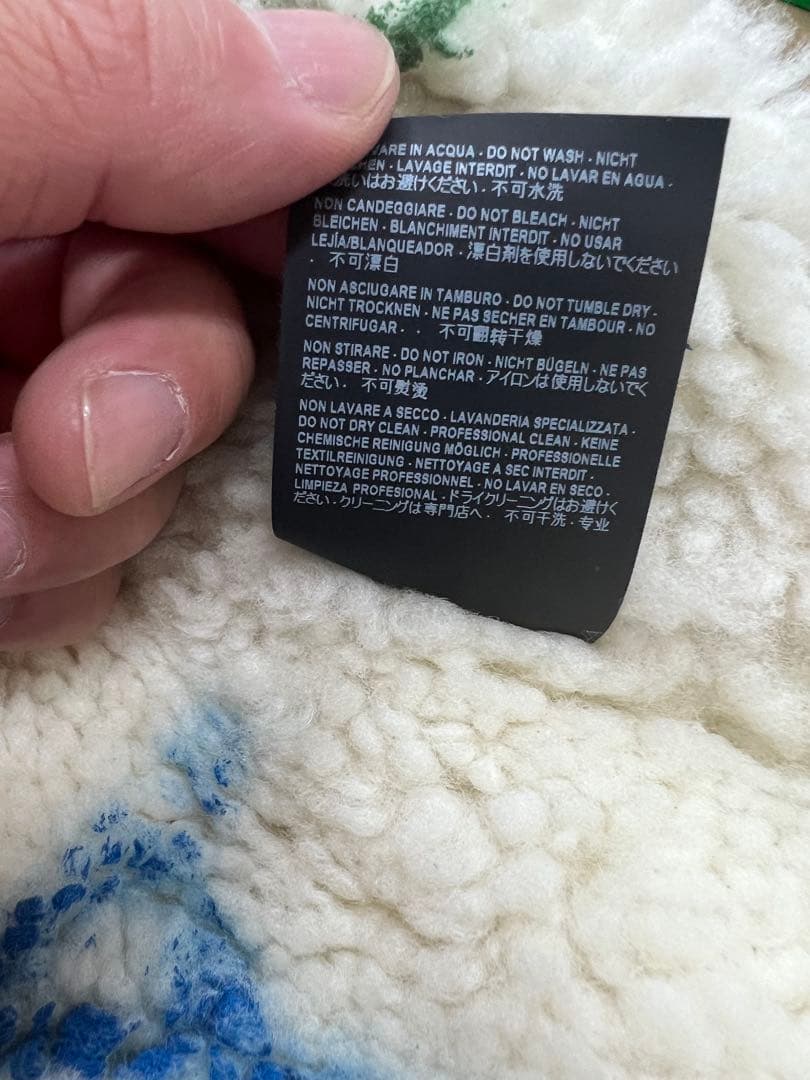 ARE IN ACQUA - DO NOT WASH - NICHT
EN - LAVAGE INTERDIT - NO LAVAR EN AGUA -
洗いはお避けください - 不可水洗
NON CANDEGGIARE - DO NOT BLEACH - NICHT
BLEICHEN - BLANCHIMENT INTERDIT - NO USAR
LEJÍA/BLANQUEADOR - 漂白剤を使用しないでください
- 不可漂白
NON ASCIUGARE IN TAMBURO - DO NOT TUMBLE DRY -
NICHT TROCKNEN - NE PAS SECHER EN TAMBOUR - NO
CENTRIFUGAR - - 不可翻转干燥
NON STIRARE - DO NOT IRON - NICHT BÜGELN - NE PAS
REPASSER - NO PLANCHAR - アイロンは使用しないでく
ださい - 不可熨烫
NON LAVARE A SECCO - LAVANDERIA SPECIALIZZATA -
DO NOT DRY CLEAN - PROFESSIONAL CLEAN - KEINE
CHEMISCHE REINIGUNG MÖGLICH - PROFESSIONELLE
TEXTILREINIGUNG - NETTOYAGE A SEC INTERDIT -
NETTOYAGE PROFESSIONNEL - NO LAVAR EN SECO -
LIMPIEZA PROFESIONAL - ドライクリーニングはお避けく
ださい - クリーニングは専門店へ - 不可干洗 - 专业